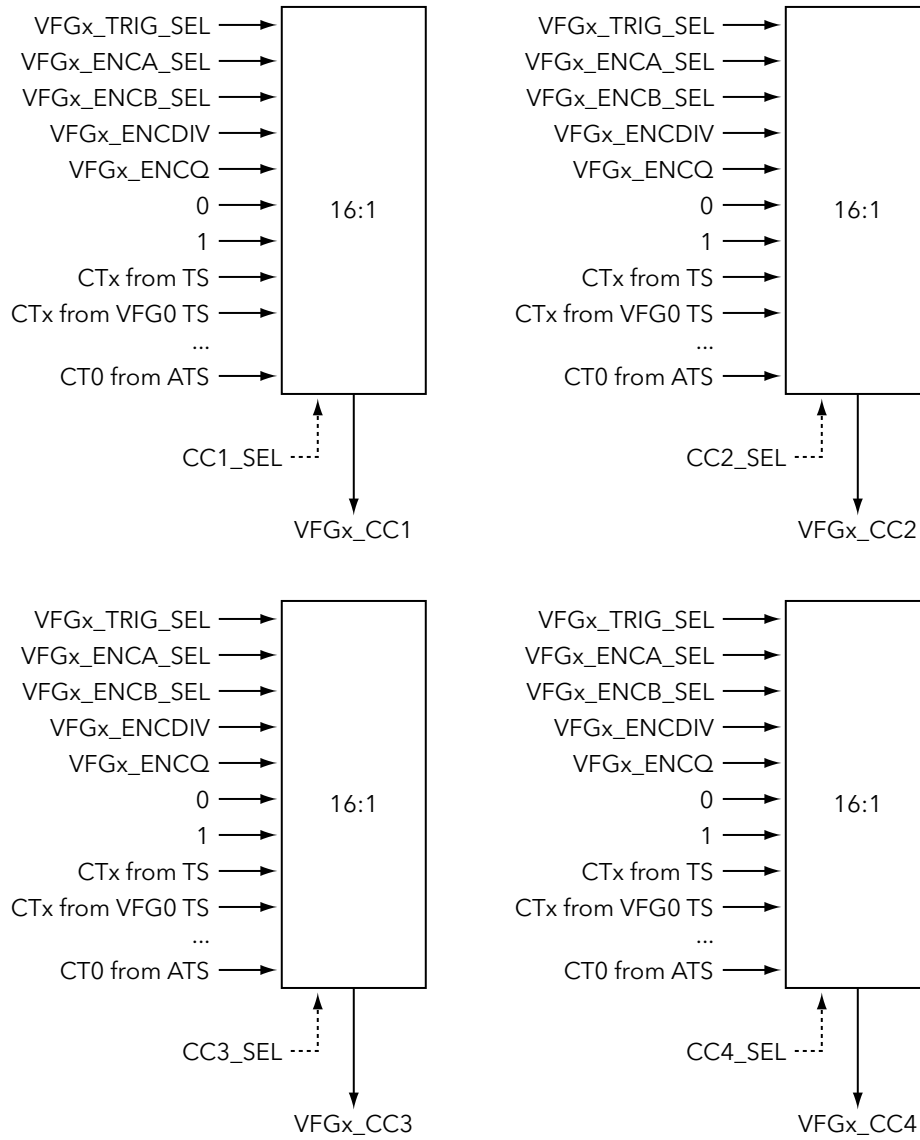 VFGx_TRIG_SEL
VFGx_ENCA_SEL
VFGx_ENCB_SEL
VFGx_ENCDIV
VFGx_ENCQ
0
1
CTx from TS
CTx from VFG0 TS
...
CT0 from ATS
16:1
CC1_SEL
VFGx_CC1
VFGx_TRIG_SEL
VFGx_ENCA_SEL
VFGx_ENCB_SEL
VFGx_ENCDIV
VFGx_ENCQ
0
1
CTx from TS
CTx from VFG0 TS
...
CT0 from ATS
16:1
CC2_SEL
VFGx_CC2
VFGx_TRIG_SEL
VFGx_ENCA_SEL
VFGx_ENCB_SEL
VFGx_ENCDIV
VFGx_ENCQ
0
1
CTx from TS
CTx from VFG0 TS
...
CT0 from ATS
16:1
CC3_SEL
VFGx_CC3
VFGx_TRIG_SEL
VFGx_ENCA_SEL
VFGx_ENCB_SEL
VFGx_ENCDIV
VFGx_ENCQ
0
1
CTx from TS
CTx from VFG0 TS
...
CT0 from ATS
16:1
CC4_SEL
VFGx_CC4